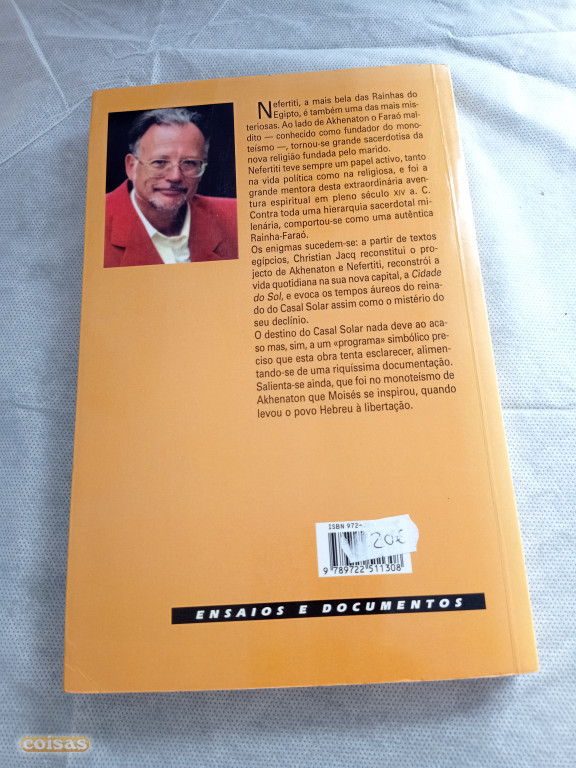 Nefertiti, a mais bela das Rainhas do
Egipto, é também uma das mais mis-
teriosas. Ao lado de Akhenaton o Faraó mal-
dito — conhecido como fundador do mono-
teísmo —, tornou-se grande sacerdotisa da
nova religião fundada pelo marido.
Nefertiti teve sempre um papel activo, tanto
na vida política como na religiosa, e foi a
grande mentora desta extraordinária aven-
tura espiritual em pleno século XIV a. C.
Contra toda uma hierarquia sacerdotal mi-
lenária, comportou-se como uma autêntica
Rainha-Faraó.
Os enigmas sucedem-se: a partir de textos
egípcios, Christian Jacq reconstitui o pro-
jecto de Akhenaton e Nefertiti, reconstrói a
vida quotidiana na sua nova capital, a Cidade
do Sol, e evoca os tempos áureos do reina-
do do Casal Solar assim como o mistério do
seu declínio.
O destino do Casal Solar nada deve ao aca-
so mas, sim, a um «programa» simbólico pre-
ciso que esta obra tenta esclarecer, alimen-
tando-se de uma riquíssima documentação.
Salienta-se ainda, que foi no monoteísmo de
Akhenaton que Moisés se inspirou, quando
levou o povo Hebreu à libertação.
ISBN 972-
20€
9 789722 511308
ENSAIOS E DOCUMENTOS
coisas